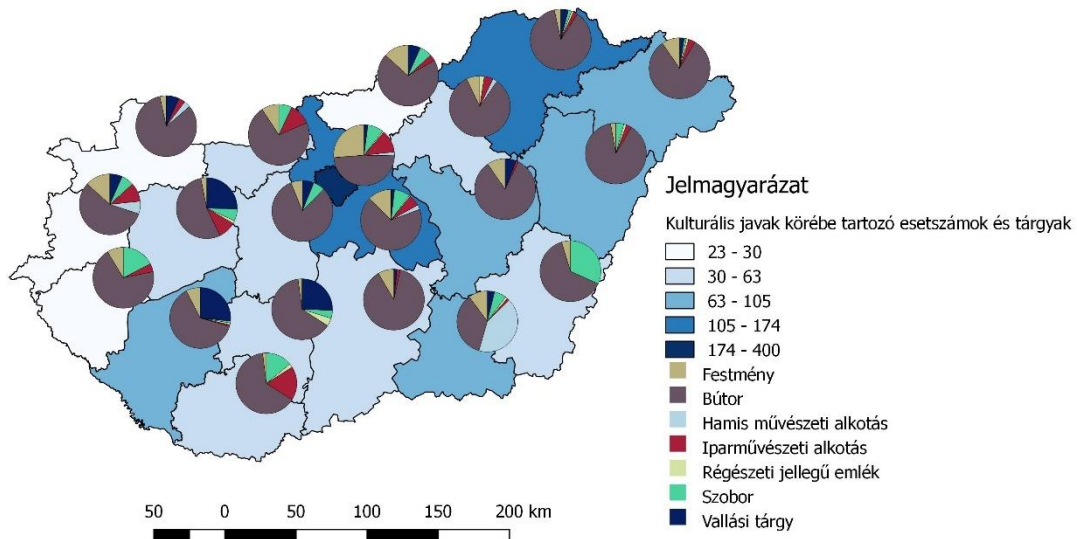 Jelmagyarázat
Kulturális javak körébe tartozó esetszámok és tárgyak
23 - 30
30 - 63
63 - 105
105 - 174
174 - 400
Festmény
Bútor
Hamis művészeti alkotás
Iparművészeti alkotás
Régészeti jellegű emlék
Szobor
Vallási tárgy
50 0 50 100 150 200 km